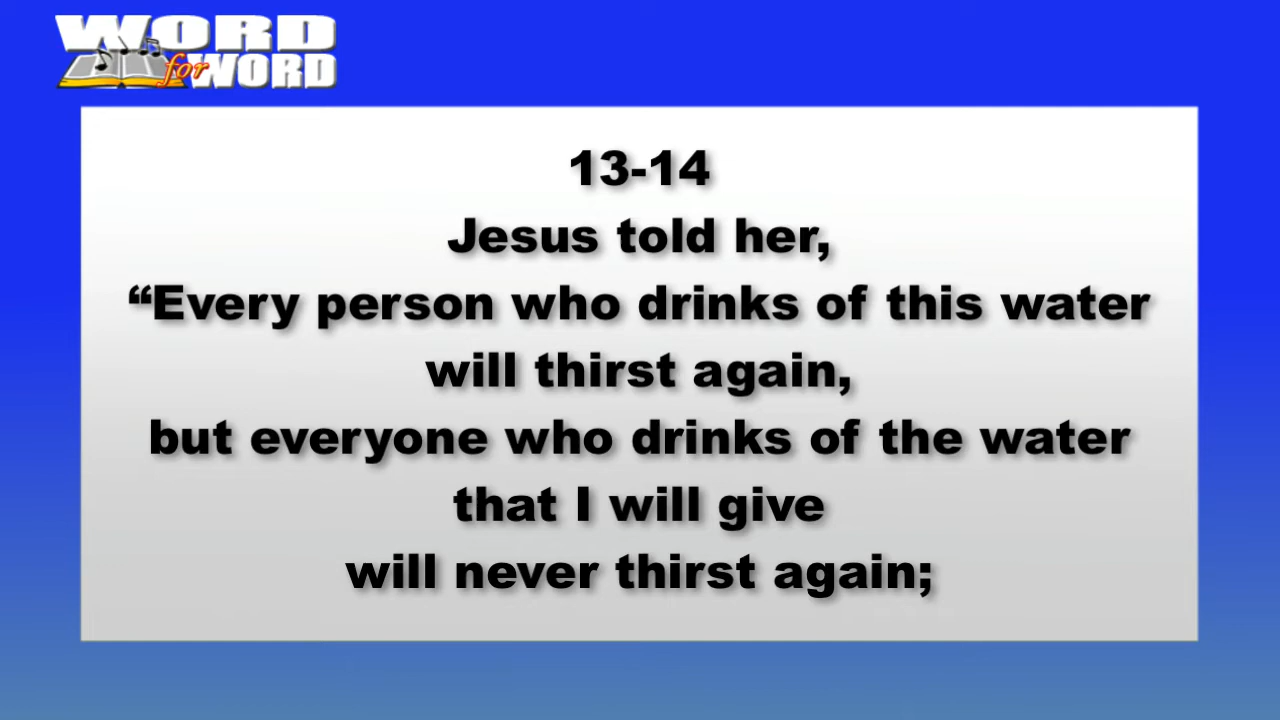 WORD
for WORD
13-14
Jesus told her,
“Every person who drinks of this water
will thirst again,
but everyone who drinks of the water
that I will give
will never thirst again;